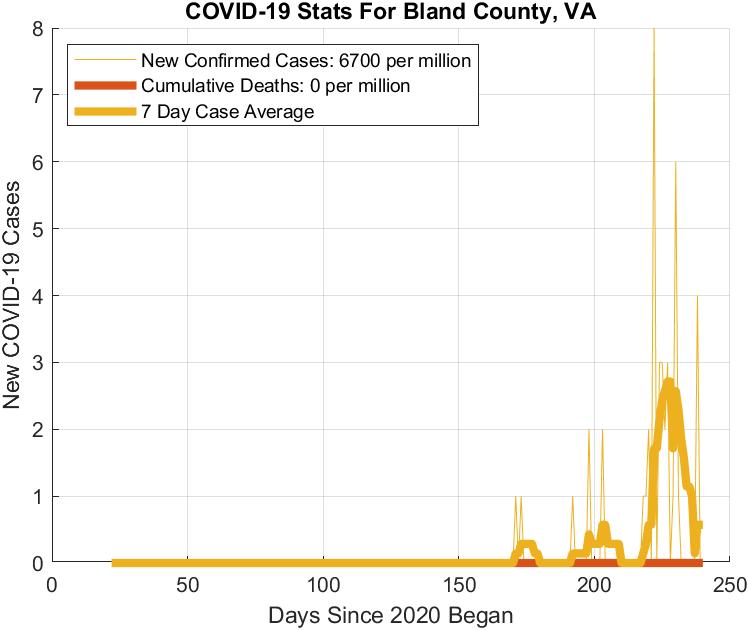 COVID-19 Stats For Bland County, VA
New Confirmed Cases: 6700 per million
Cumulative Deaths: 0 per million
7 Day Case Average
New COVID-19 Cases
8
7
6
5
4
3
2
1
0
0 50 100 150 200 250
Days Since 2020 Began